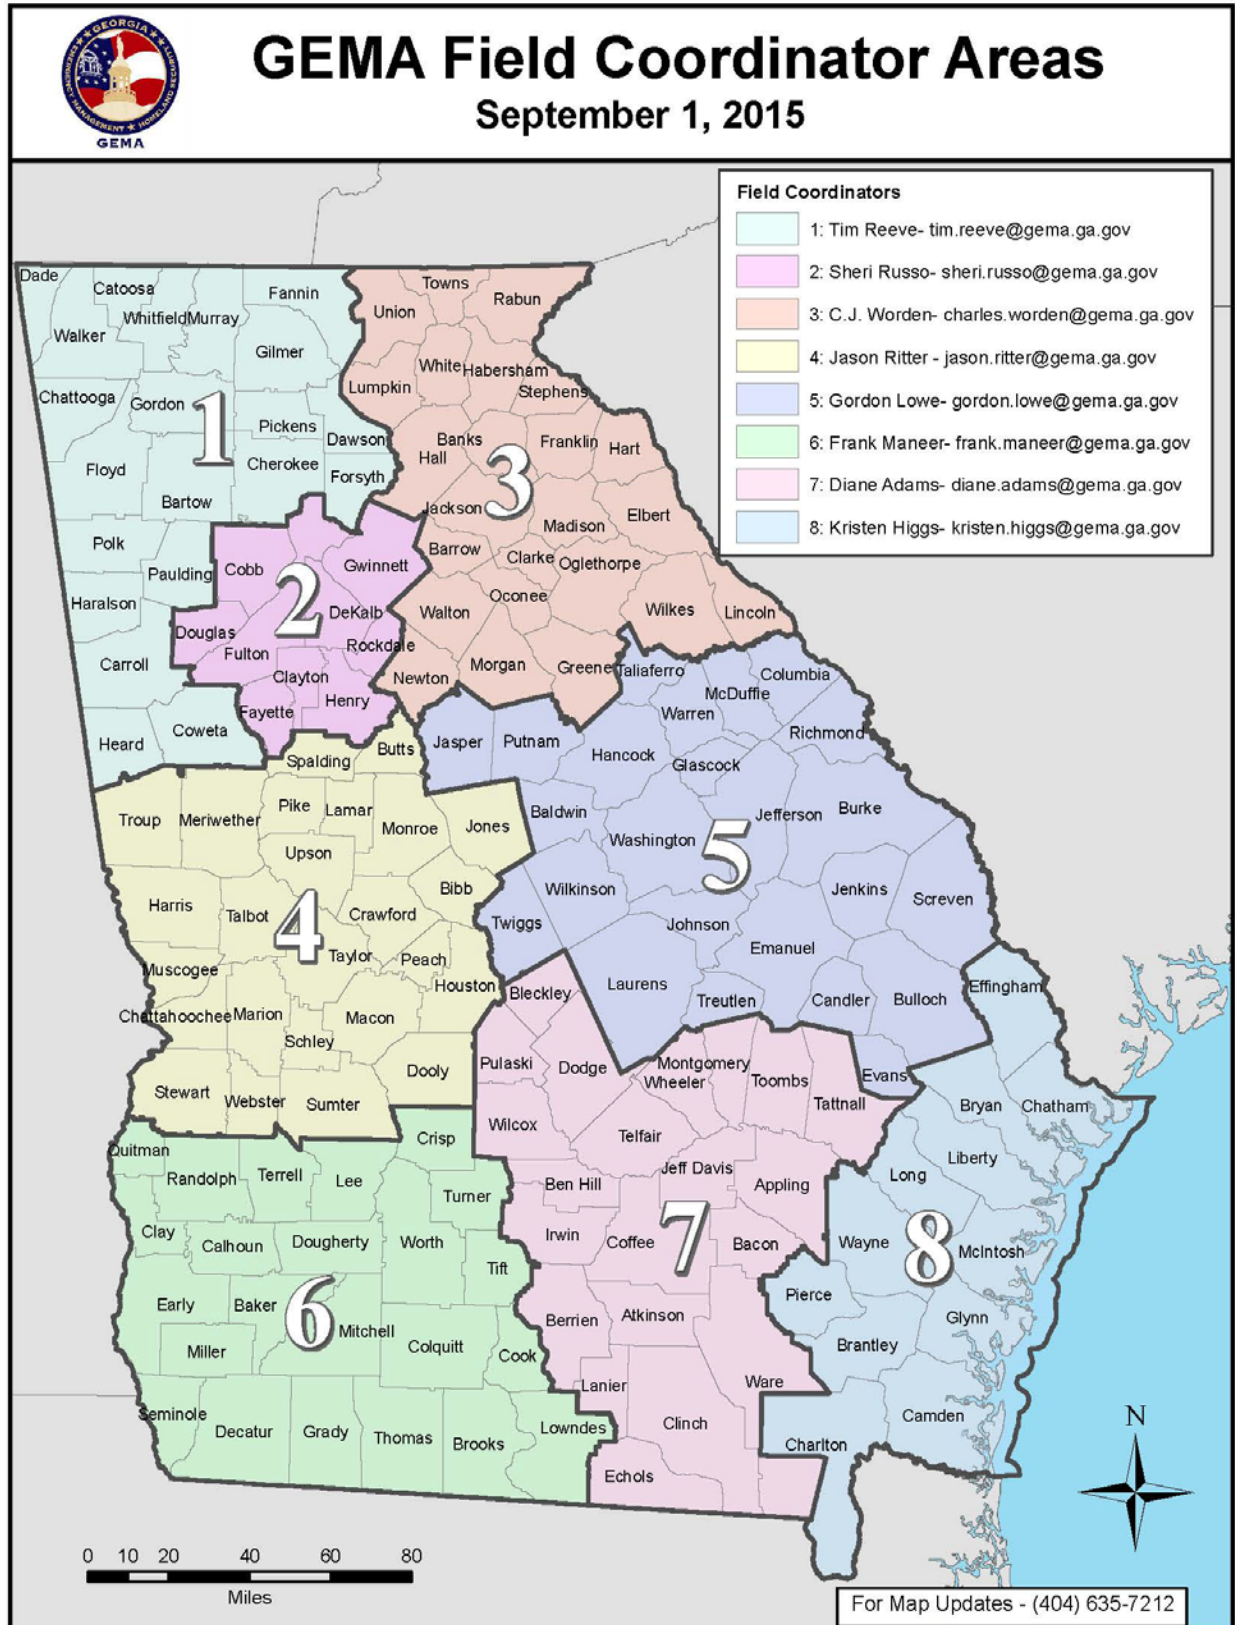 GEORGIA
EMERGENCY MANAGEMENT ★ HOMELAND SECURITY
GEMA
GEMA Field Coordinator Areas
September 1, 2015
Field Coordinators
1: Tim Reeve- tim.reeve@gema.ga.gov
2: Sheri Russo- sheri.russo@gema.ga.gov
3: C.J. Worden- charles.worden@gema.ga.gov
4: Jason Ritter - jason.ritter@gema.ga.gov
5: Gordon Lowe- gordon.lowe@gema.ga.gov
6: Frank Maneer- frank.maneer@gema.ga.gov
7: Diane Adams- diane.adams@gema.ga.gov
8: Kristen Higgs- kristen.higgs@gema.ga.gov
Dade
Catoosa
Fannin
Whitfield
Murray
Walker
Gilmer
Chattooga
Gordon
1
Pickens
Dawson
Floyd
Cherokee
Forsyth
Bartow
Polk
Paulding
Haralson
Carroll
Heard
Coweta
Cobb
Gwinnett
2
DeKalb
Douglas
Fulton
Rockdale
Clayton
Henry
Fayette
Towns
Rabun
Union
White
Habersham
Lumpkin
Stephens
Banks
Franklin
Hart
Hall
3
Jackson
Madison
Elbert
Barrow
Clarke
Oglethorpe
Oconee
Walton
Wilkes
Lincoln
Newton
Morgan
Greene
Spalding
Butts
Troup
Meriwether
Pike
Lamar
Monroe
Jones
Upson
Bibb
Harris
Talbot
4
Crawford
Taylor
Peach
Muscogee
Houston
Chattahoochee
Marion
Macon
Schley
Dooly
Stewart
Webster
Sumter
Taliaferro
Columbia
McDuffie
Warren
Richmond
Jasper
Putnam
Hancock
Glascock
Baldwin
Jefferson
Burke
Washington
5
Wilkinson
Jenkins
Screven
Twiggs
Johnson
Emanuel
Laurens
Treutlen
Candler
Bulloch
Evans
Quitman
Randolph
Terrell
Lee
Crisp
Turner
Clay
Calhoun
Dougherty
Worth
Tift
Early
Baker
6
Mitchell
Miller
Colquitt
Cook
Seminole
Decatur
Grady
Thomas
Brooks
Lowndes
Bleckley
Pulaski
Dodge
Montgomery
Wheeler
Toombs
Tattnall
Wilcox
Telfair
Jeff Davis
Ben Hill
Appling
Irwin
Coffee
7
Bacon
Berrien
Atkinson
Lanier
Ware
Clinch
Echols
Effingham
Bryan
Chatham
Liberty
Long
Wayne
8
McIntosh
Pierce
Glynn
Brantley
Camden
Charlton
N
0 10 20 40 60 80
Miles
For Map Updates - (404) 635-7212